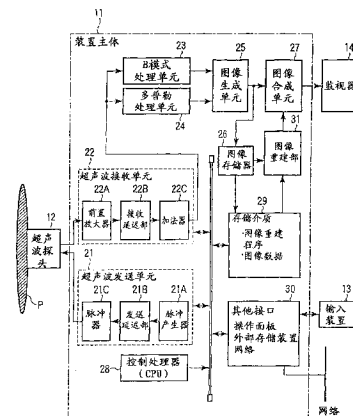 11
装置主体
23
B模式
处理单元
多普勒
处理单元
24
25
图像
生成
单元
27
图像
合成
单元
14
监视器
26
图像
存储器
31
图像
重建部
22
超声波接收单元
22A
22B
22C
前置
放大器
接收
延迟部
加法器
29
存储介质
·图像重建
程序
·图像数据
12
超声
波探
头
P
21
超声波发送单元
21C
21B
21A
脉冲
器
发送
延迟部
脉冲
产生器
28
控制处理器
(CPU)
30
其他接口
操作面板
外部存储装置
网络
13
输入
装置
网络